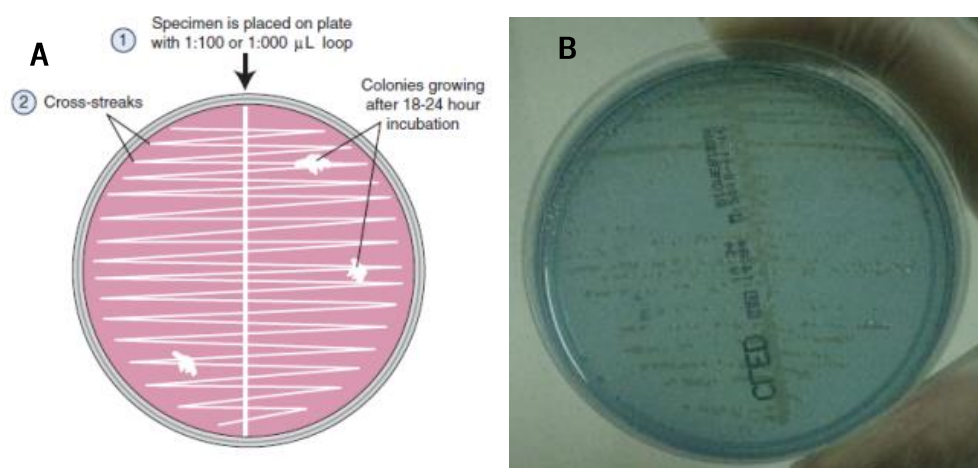 A
1
Specimen is placed on plate
with 1:100 or 1:000 μL loop
2
Cross-streaks
Colonies growing
after 18-24 hour
incubation
B
CLED